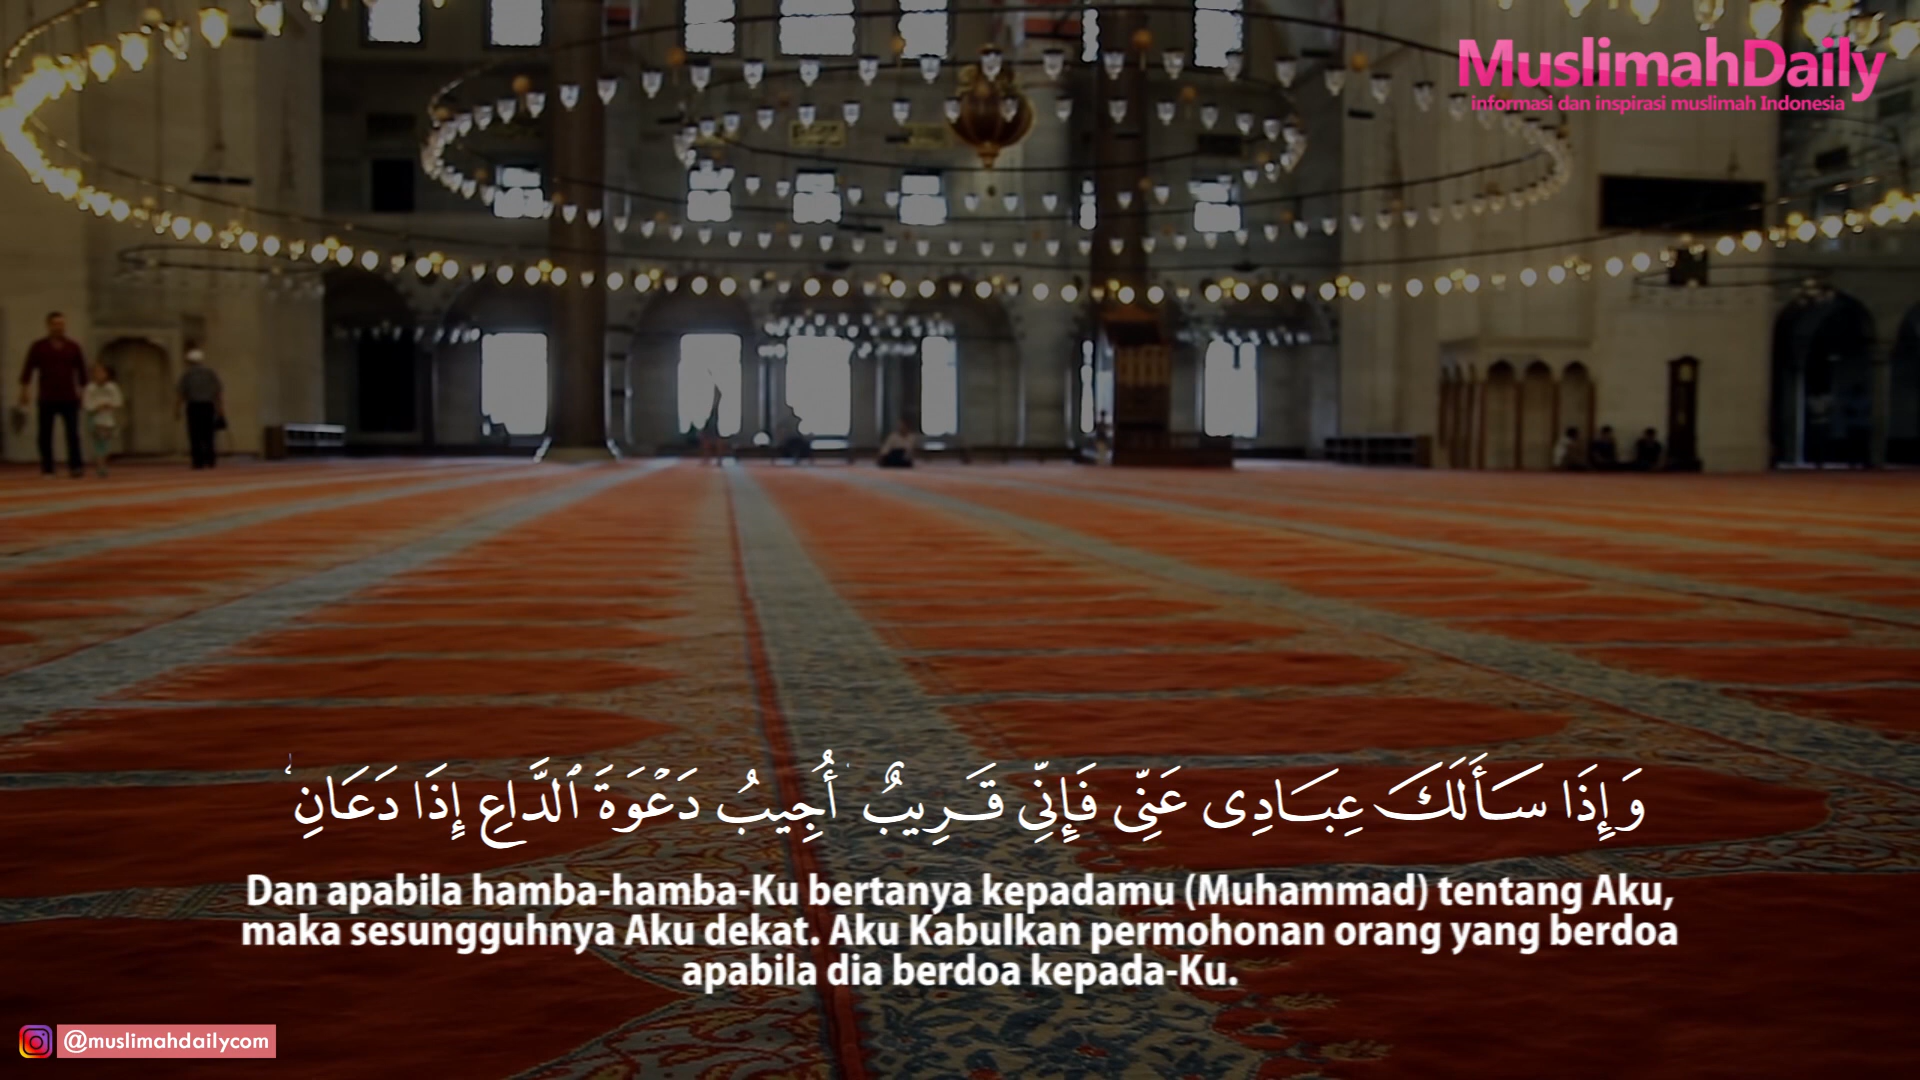 MuslimahDaily
informasi dan inspirasi muslimah Indonesia
وَإِذَا سَأَلَكَ عِبَادِى عَنِّى فَإِنِّى قَرِيبٌ ۖ أُجِيبُ دَعْوَةَ ٱلدَّاعِ إِذَا دَعَانِ ۖ
Dan apabila hamba-hamba-Ku bertanya kepadamu (Muhammad) tentang Aku,
maka sesungguhnya Aku dekat. Aku Kabulkan permohonan orang yang berdoa
apabila dia berdoa kepada-Ku.
@muslimahdailycom